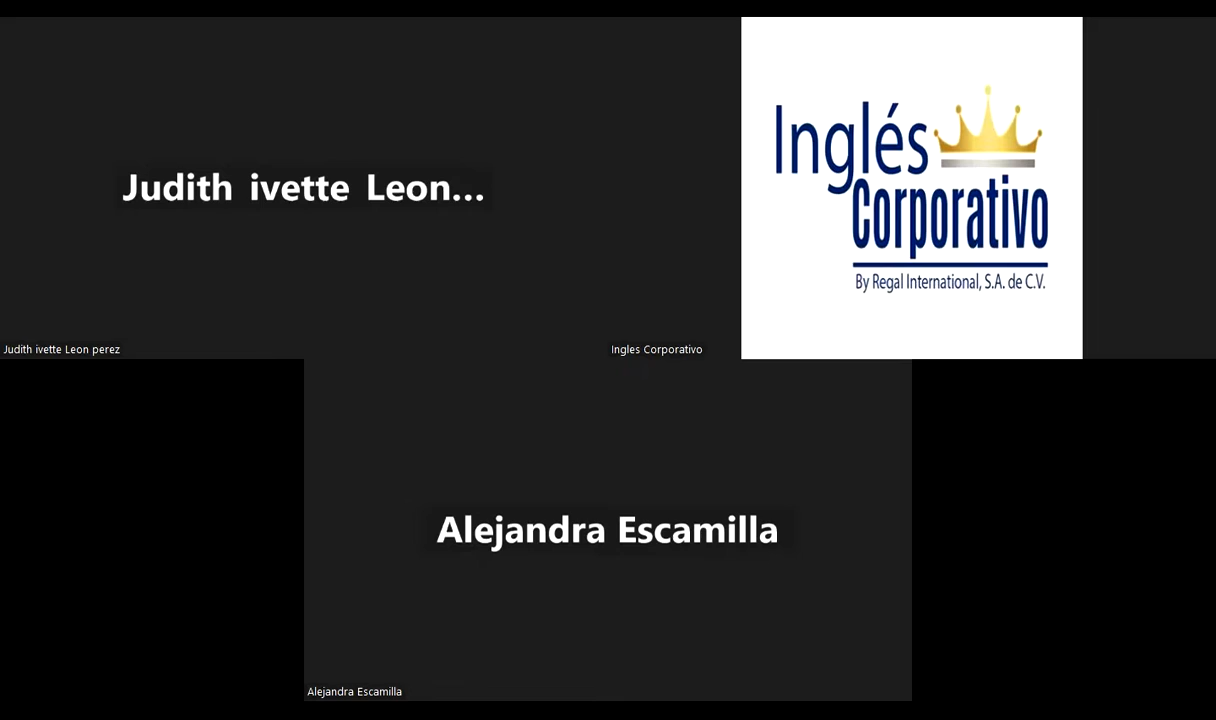 Judith ivette Leon...
Judith ivette Leon perez
Inglés
Corporativo
By Regal International, S.A. de C.V.
Ingles Corporativo
Alejandra Escamilla
Alejandra Escamilla